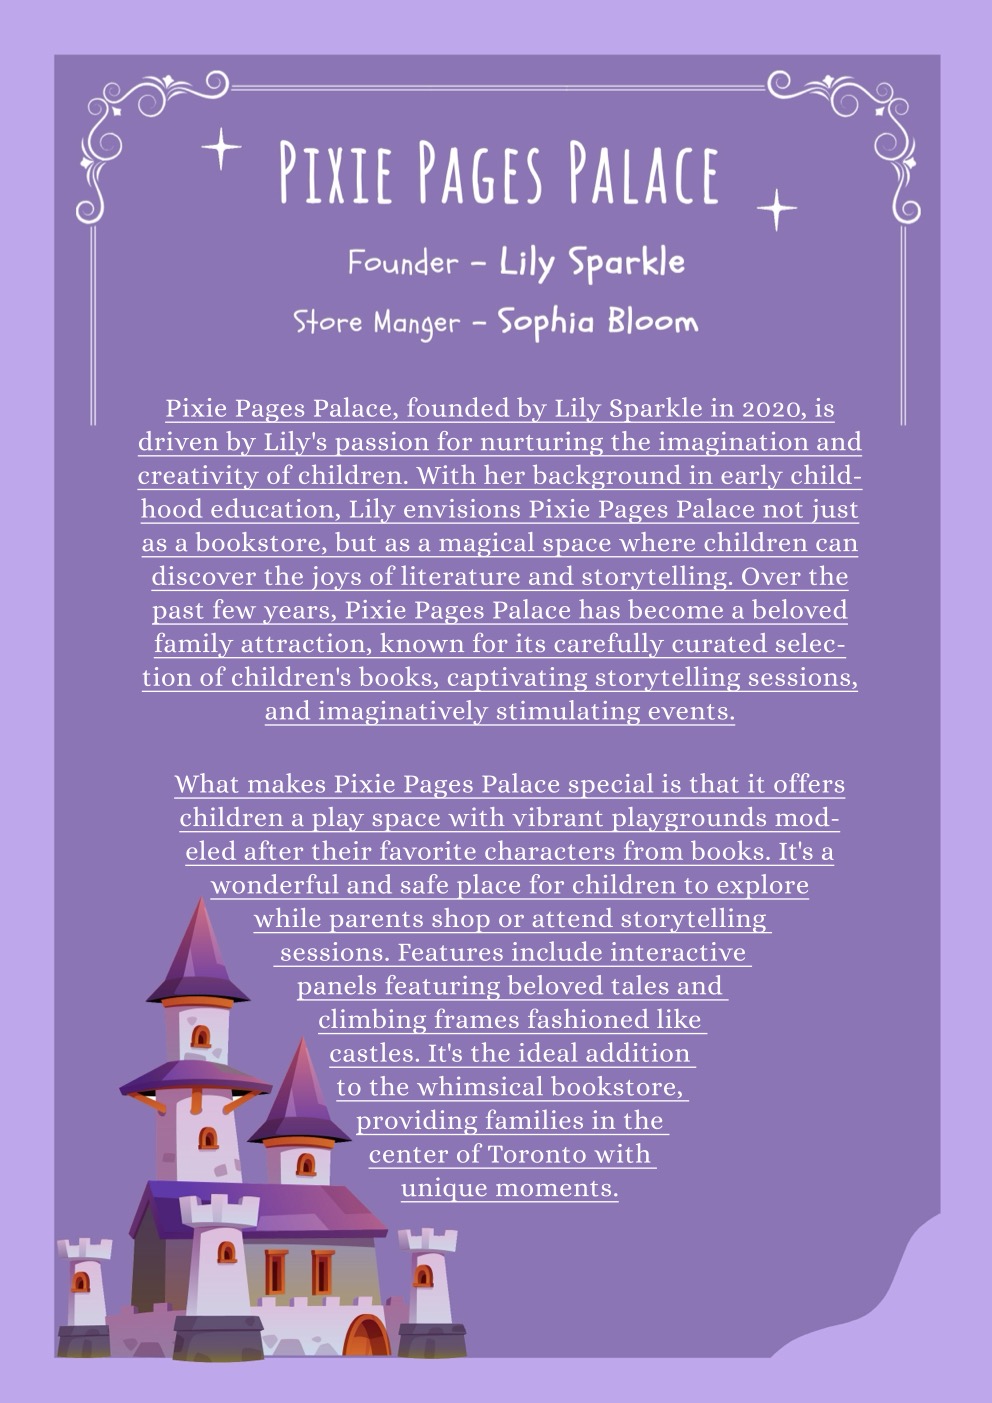 Pixie Pages Palace
Founder - Lily Sparkle
Store Manger - Sophia Bloom
Pixie Pages Palace, founded by Lily Sparkle in 2020, is
driven by Lily's passion for nurturing the imagination and
creativity of children. With her background in early child-
hood education, Lily envisions Pixie Pages Palace not just
as a bookstore, but as a magical space where children can
discover the joys of literature and storytelling. Over the
past few years, Pixie Pages Palace has become a beloved
family attraction, known for its carefully curated selec-
tion of children's books, captivating storytelling sessions,
and imaginatively stimulating events.
What makes Pixie Pages Palace special is that it offers
children a play space with vibrant playgrounds mod-
eled after their favorite characters from books. It's a
wonderful and safe place for children to explore
while parents shop or attend storytelling
sessions. Features include interactive
panels featuring beloved tales and
climbing frames fashioned like
castles. It's the ideal addition
to the whimsical bookstore,
providing families in the
center of Toronto with
unique moments.